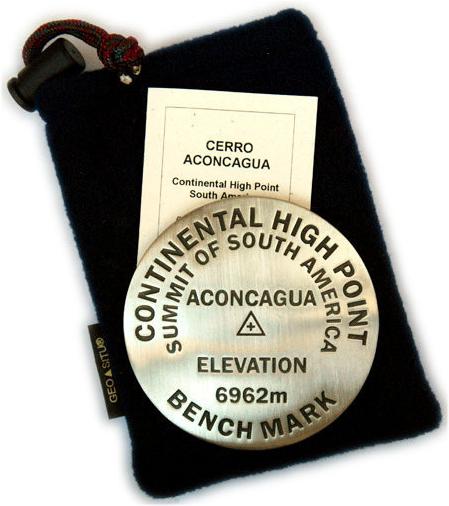 CERRO
ACONCAGUA
Continental High Point
South
CONTINENTAL HIGH POINT
SUMMIT OF SOUTH AMERICA
ACONCAGUA
ELEVATION
6962m
BENCH MARK
GEO▲SITU®